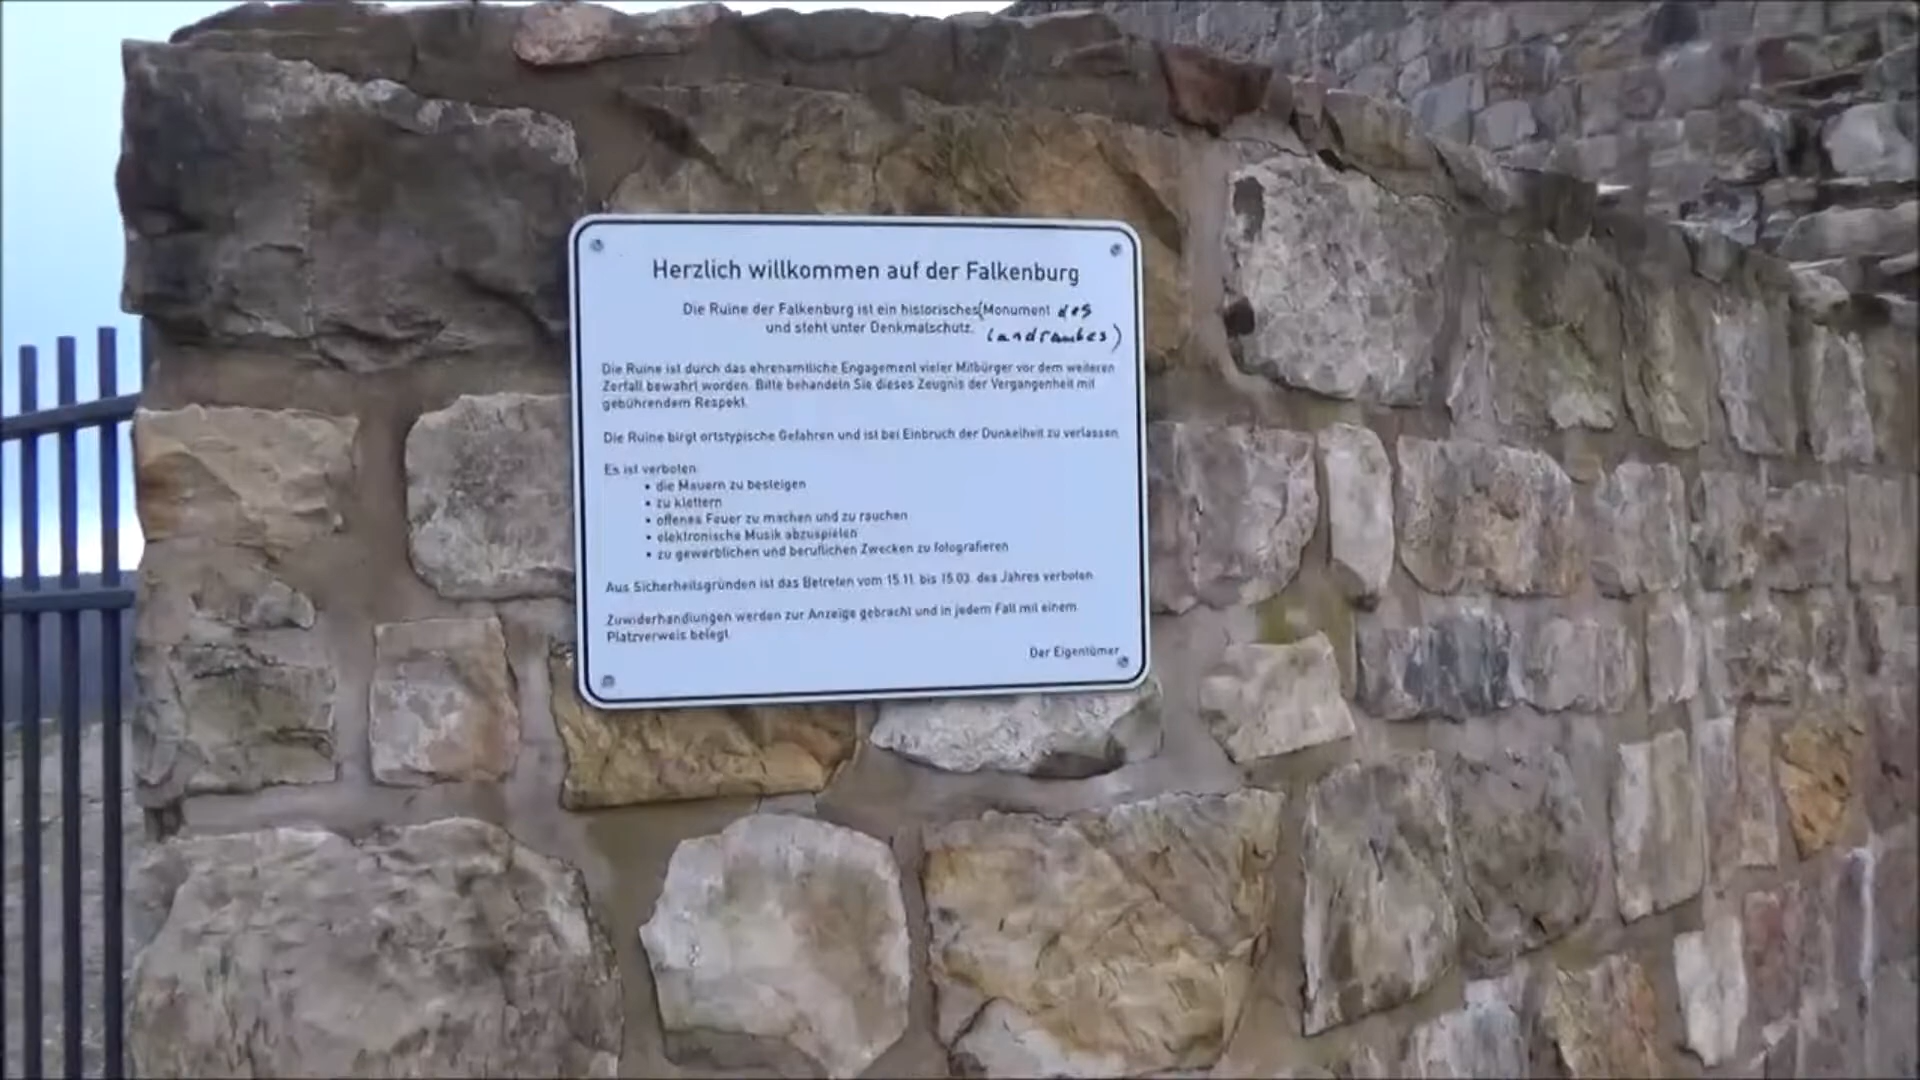 Herzlich willkommen auf der Falkenburg
Die Ruine der Falkenburg ist ein historisches(Monument des
und steht unter Denkmalschutz. Landraubes)
Die Ruine ist durch das ehrenamtliche Engagement vieler Mitbürger vor dem weiteren
Zerfall bewahrt worden. Bitte behandeln Sie dieses Zeugnis der Vergangenheit mit
gebührendem Respekt.
Die Ruine birgt ortstypische Gefahren und ist bei Einbruch der Dunkelheit zu verlassen.
Es ist verboten:
• die Mauern zu besteigen
• zu klettern
• offenes Feuer zu machen und zu rauchen
• elektronische Musik abzuspielen
• zu gewerblichen und beruflichen Zwecken zu fotografieren
Aus Sicherheitsgründen ist das Betreten vom 15.11. bis 15.03. des Jahres verboten.
Zuwiderhandlungen werden zur Anzeige gebracht und in jedem Fall mit einem
Platzverweis belegt.
Der Eigentümer